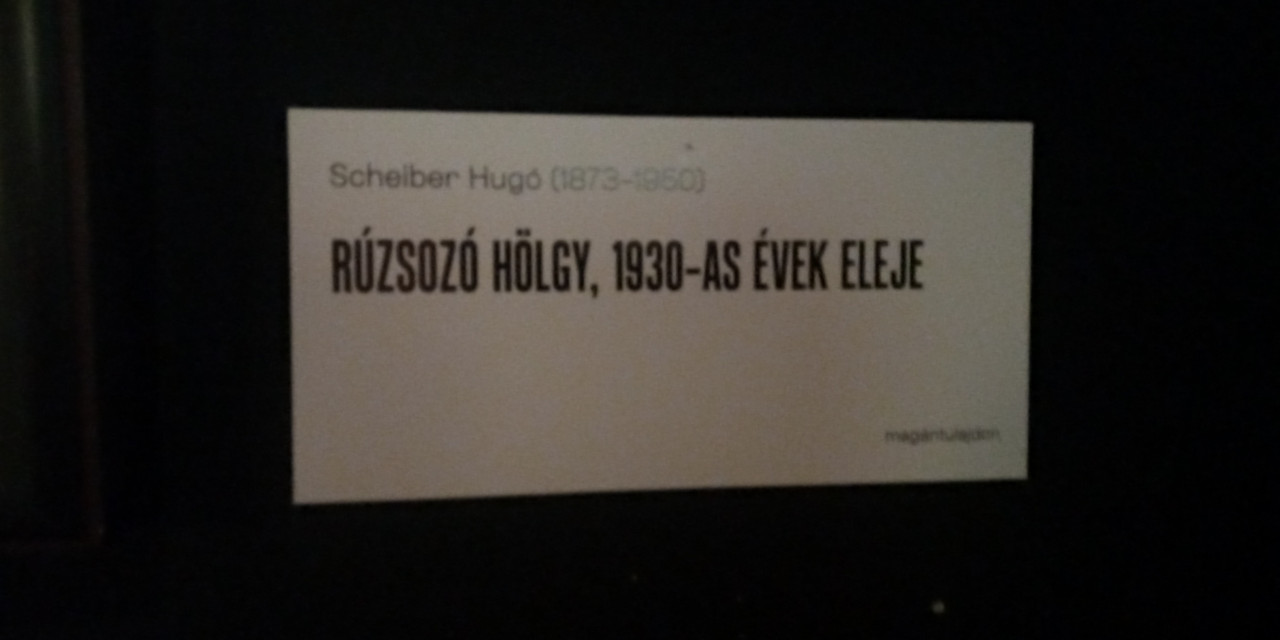 Scheiber Hugó (1873–1950)
RÚZSOZÓ HÖLGY, 1930-AS ÉVEK ELEJE
magántulajdon